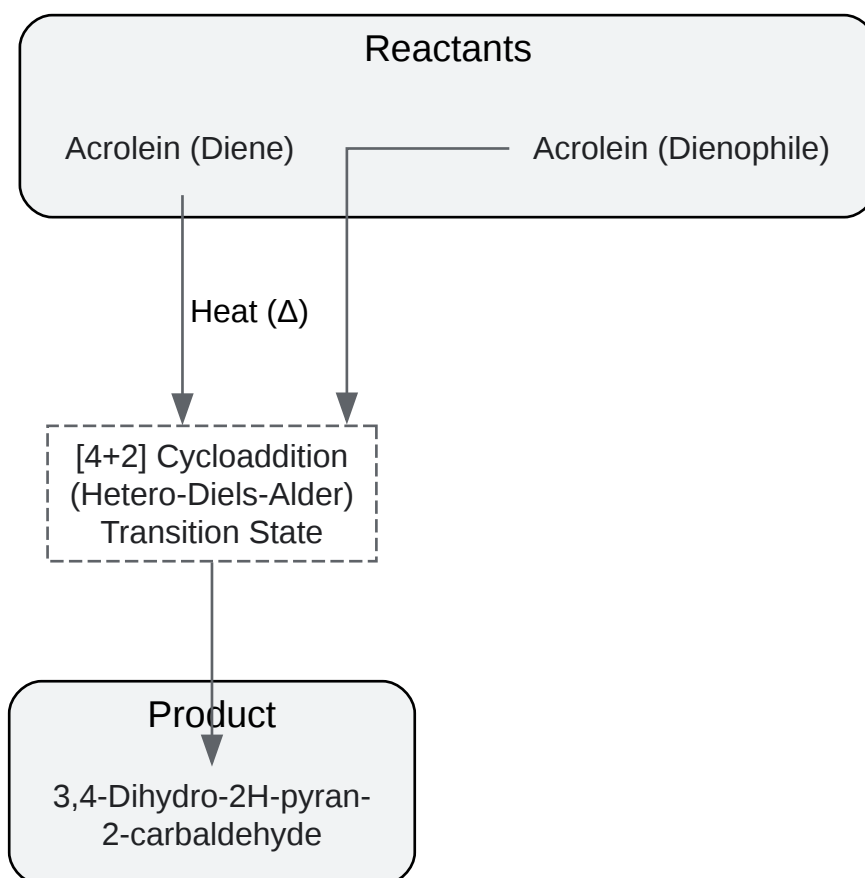 Reactants
Acrolein (Diene)
Acrolein (Dienophile)
Heat (Δ)
[4+2] Cycloaddition
(Hetero-Diels-Alder)
Transition State
Product
3,4-Dihydro-2H-pyran-
2-carbaldehyde